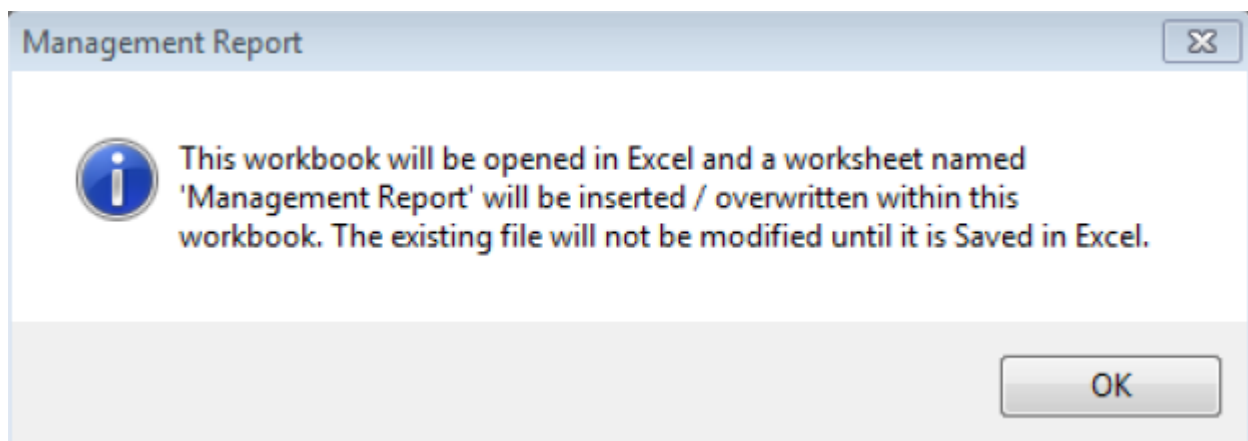 Management Report
This workbook will be opened in Excel and a worksheet named
'Management Report' will be inserted / overwritten within this
workbook. The existing file will not be modified until it is Saved in Excel.
OK